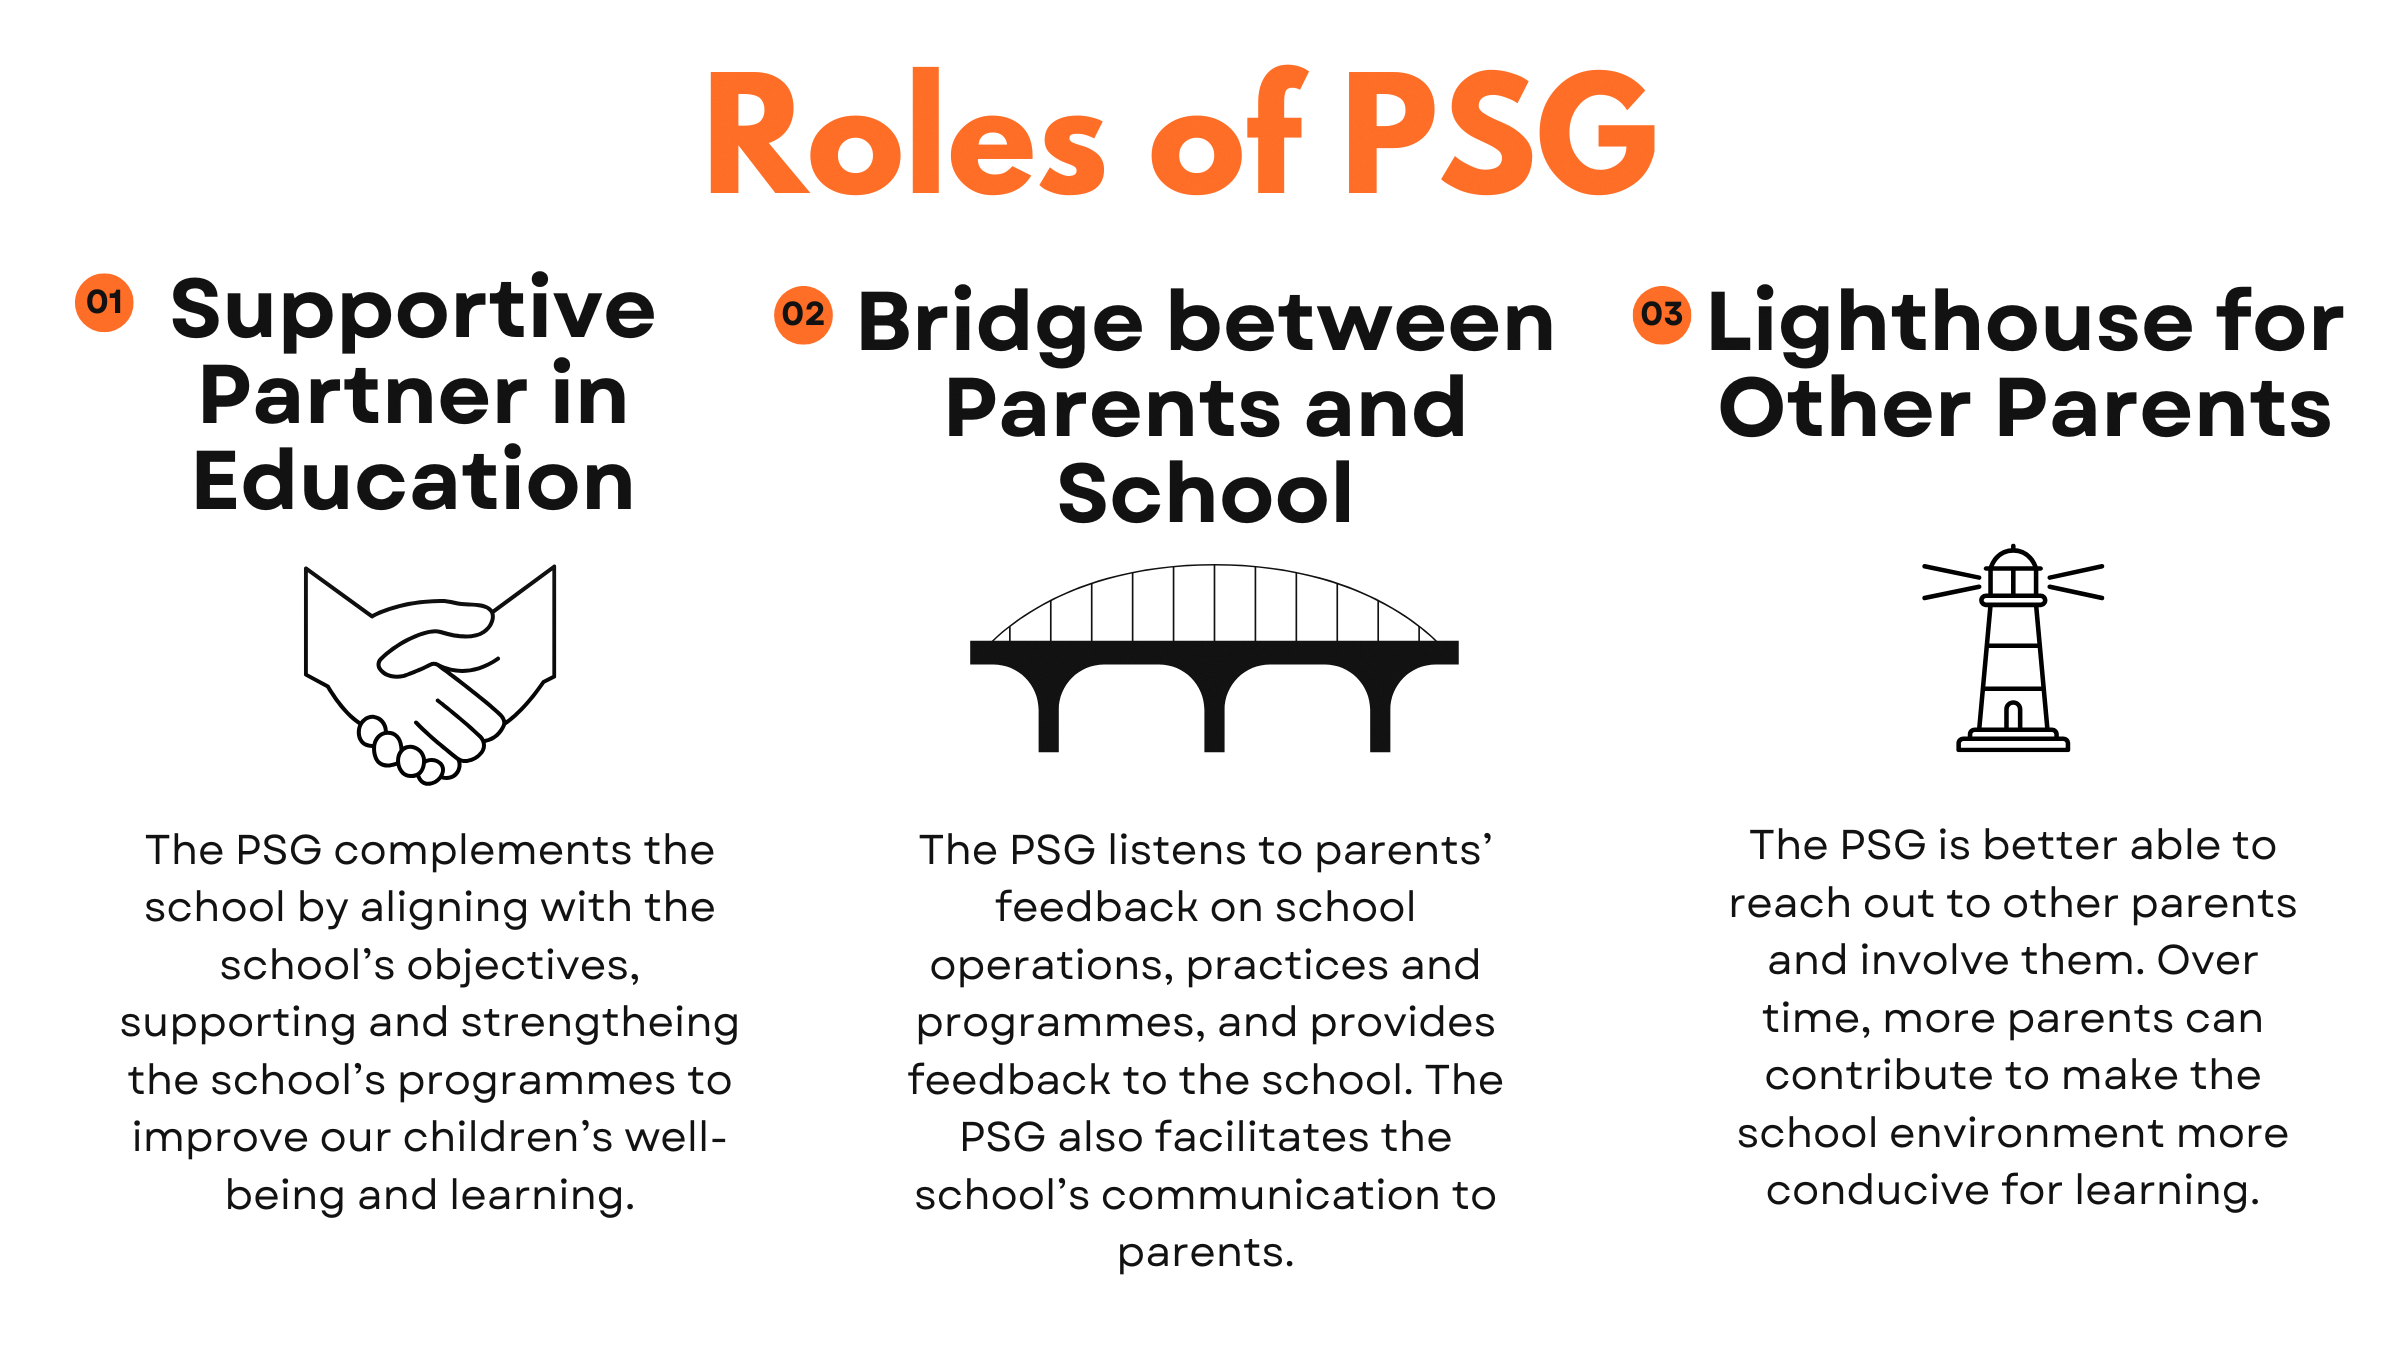 Roles of PSG
01
Supportive
Partner in
Education
The PSG complements the
school by aligning with the
school’s objectives,
supporting and strengtheing
the school’s programmes to
improve our children’s well-
being and learning.
02
Bridge between
Parents and
School
The PSG listens to parents’
feedback on school
operations, practices and
programmes, and provides
feedback to the school. The
PSG also facilitates the
school’s communication to
parents.
03
Lighthouse for
Other Parents
The PSG is better able to
reach out to other parents
and involve them. Over
time, more parents can
contribute to make the
school environment more
conducive for learning.